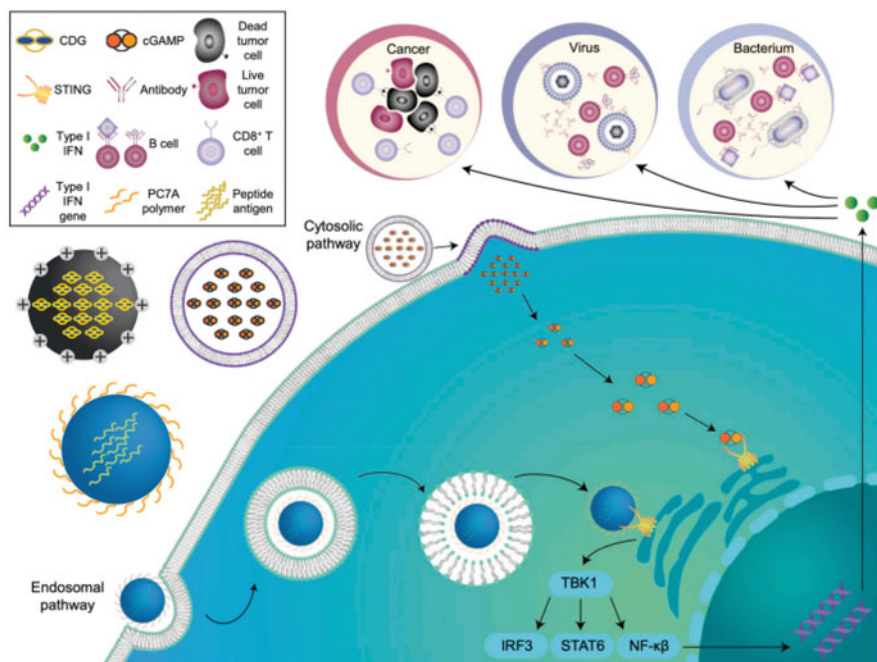 CDG
cGAMP
Dead
tumor
cell
STING
Antibody
Live
tumor
cell
Type I
IFN
B cell
CD8⁺ T
cell
Type I
IFN
gene
PC7A
polymer
Peptide
antigen
Cancer
Virus
Bacterium
Cytosolic
pathway
+
+
+
+
+
+
+
+
Endosomal
pathway
TBK1
IRF3
STAT6
NF-κβ